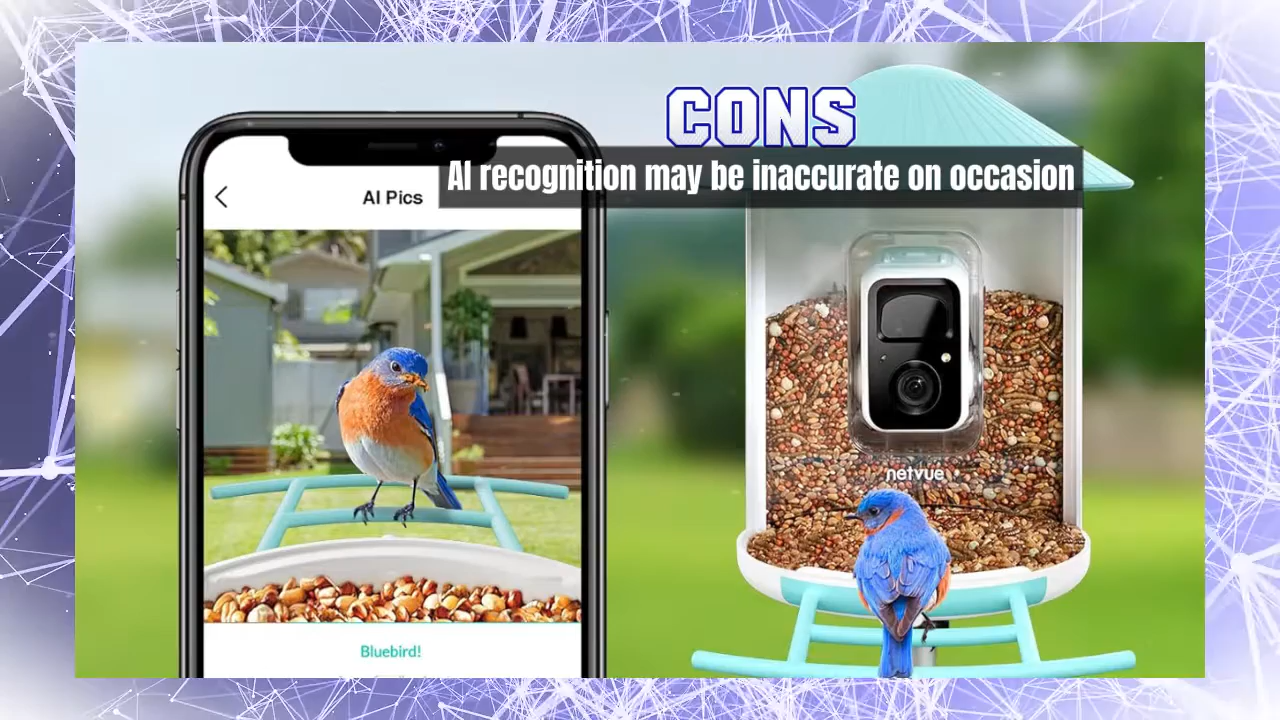 CONS
AI recognition may be inaccurate on occasion
AI Pics
netvue
Bluebird!